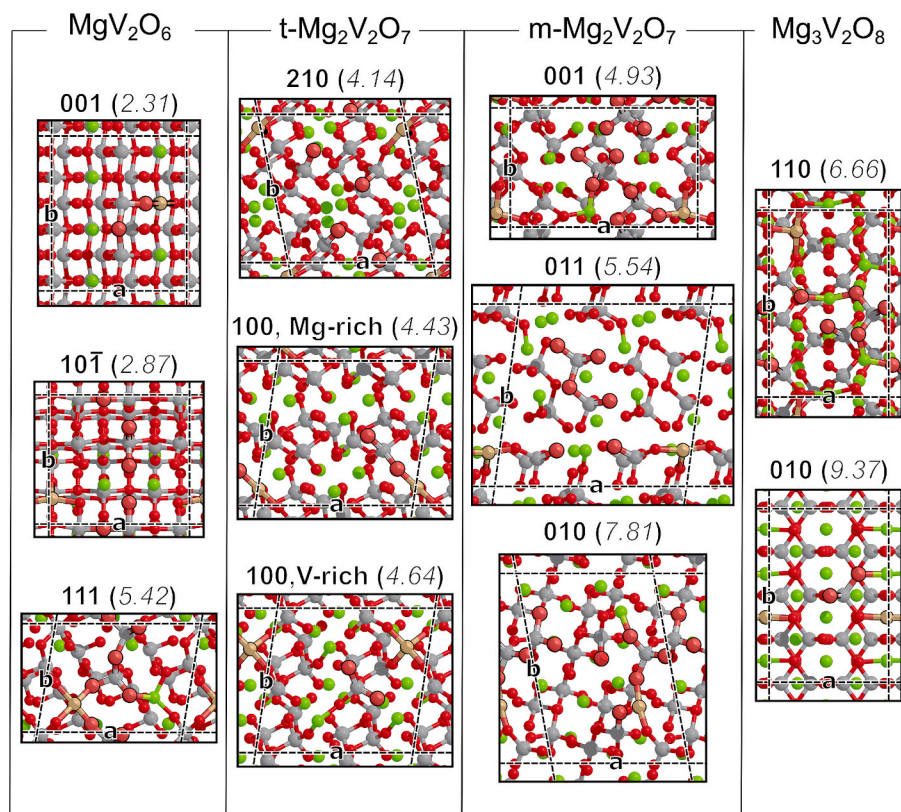 MgV₂O₆
t-Mg₂V₂O₇
m-Mg₂V₂O₇
Mg₃V₂O₈
001 (2.31)
b
a
101̅ (2.87)
b
a
111 (5.42)
b
a
210 (4.14)
b
a
100, Mg-rich (4.43)
b
a
100,V-rich (4.64)
b
a
001 (4.93)
b
a
011 (5.54)
b
a
010 (7.81)
b
a
110 (6.66)
b
a
010 (9.37)
b
a